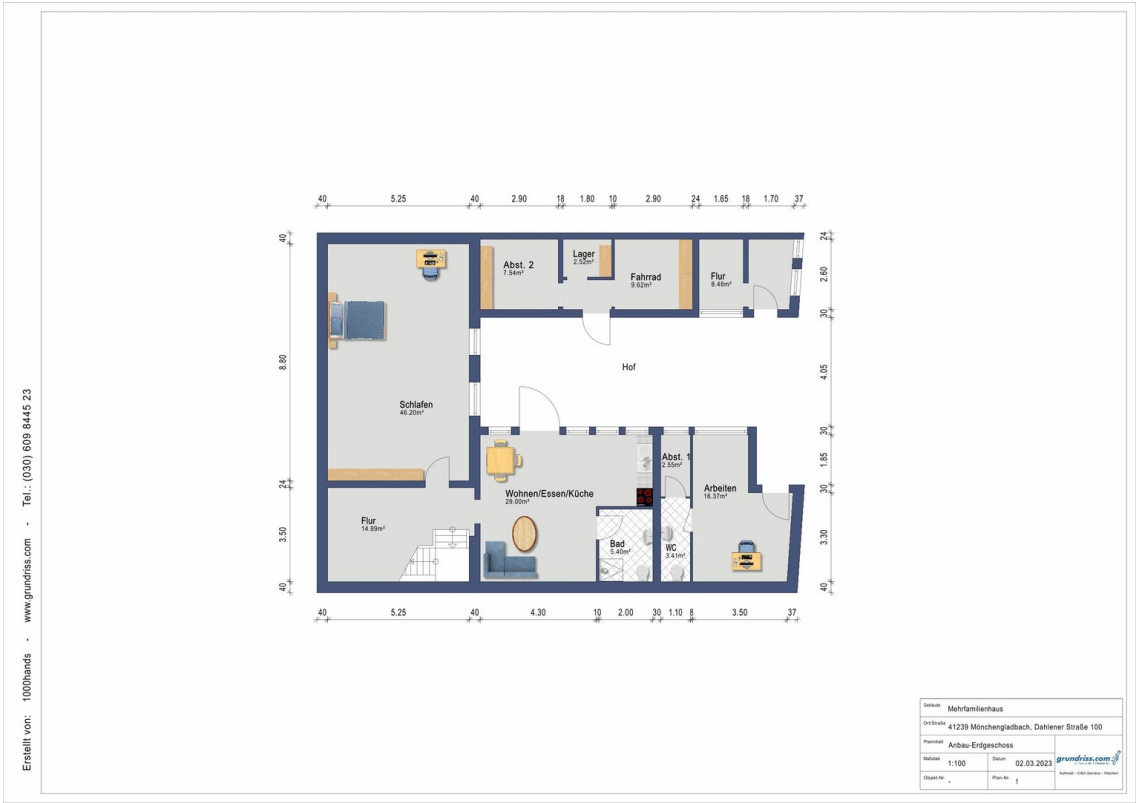 40 5.25 40 2.90 18 1.80 10 2.90 24 1.65 18 1.70 37
40
8.80
24
3.50
40
24
2.60
30
4.05
30
1.85
30
3.30
40
Abst. 2
7.54m²
Lager
2.52m²
Fahrrad
9.62m²
Flur
8.48m²
Hof
Schlafen
46.20m²
Wohnen/Essen/Küche
29.00m²
Abst. 1
2.55m²
Arbeiten
16.37m²
Flur
14.89m²
Bad
5.40m²
WC
3.41m²
40 5.25 40 4.30 10 2.00 30 1.10 8 3.50 37
Erstellt von: 1000hands - www.grundriss.com - Tel.: (030) 609 8445 23
Gebäude Mehrfamilienhaus
Ort/Straße 41239 Mönchengladbach, Dahlener Straße 100
Planinhalt Anbau-Erdgeschoss
Maßstab 1:100 Datum 02.03.2023
Objekt-Nr. - Plan-Nr. 1
grundriss.com
Aufmaß - CAD-Service - Planung